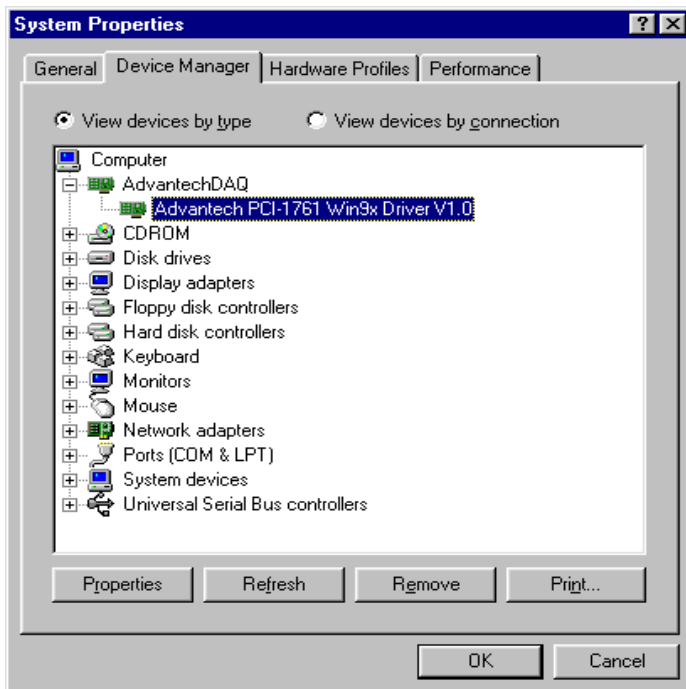 System Properties
General Device Manager Hardware Profiles Performance
View devices by type View devices by connection
Computer
AdvantechDAQ
Advantech PCI-1761 Win9x Driver V1.0
CDROM
Disk drives
Display adapters
Floppy disk controllers
Hard disk controllers
Keyboard
Monitors
Mouse
Network adapters
Ports (COM & LPT)
System devices
Universal Serial Bus controllers
Properties Refresh Remove Print...
OK Cancel